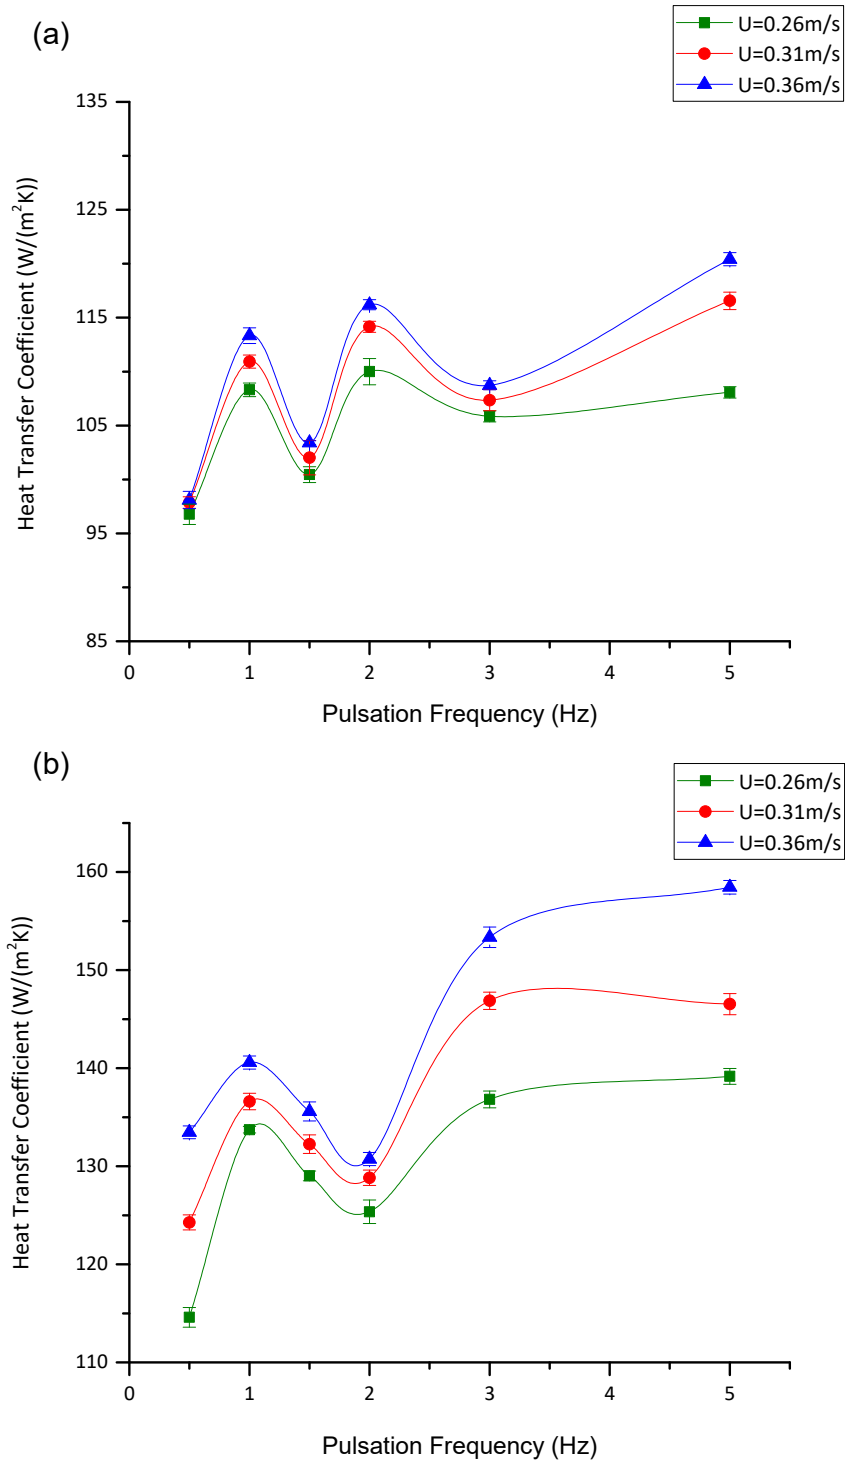 (a)
U=0.26m/s
U=0.31m/s
U=0.36m/s
135
125
115
105
95
85
Heat Transfer Coefficient (W/(m²K))
0 1 2 3 4 5
Pulsation Frequency (Hz)
(b)
U=0.26m/s
U=0.31m/s
U=0.36m/s
160
150
140
130
120
110
Heat Transfer Coefficient (W/(m²K))
0 1 2 3 4 5
Pulsation Frequency (Hz)